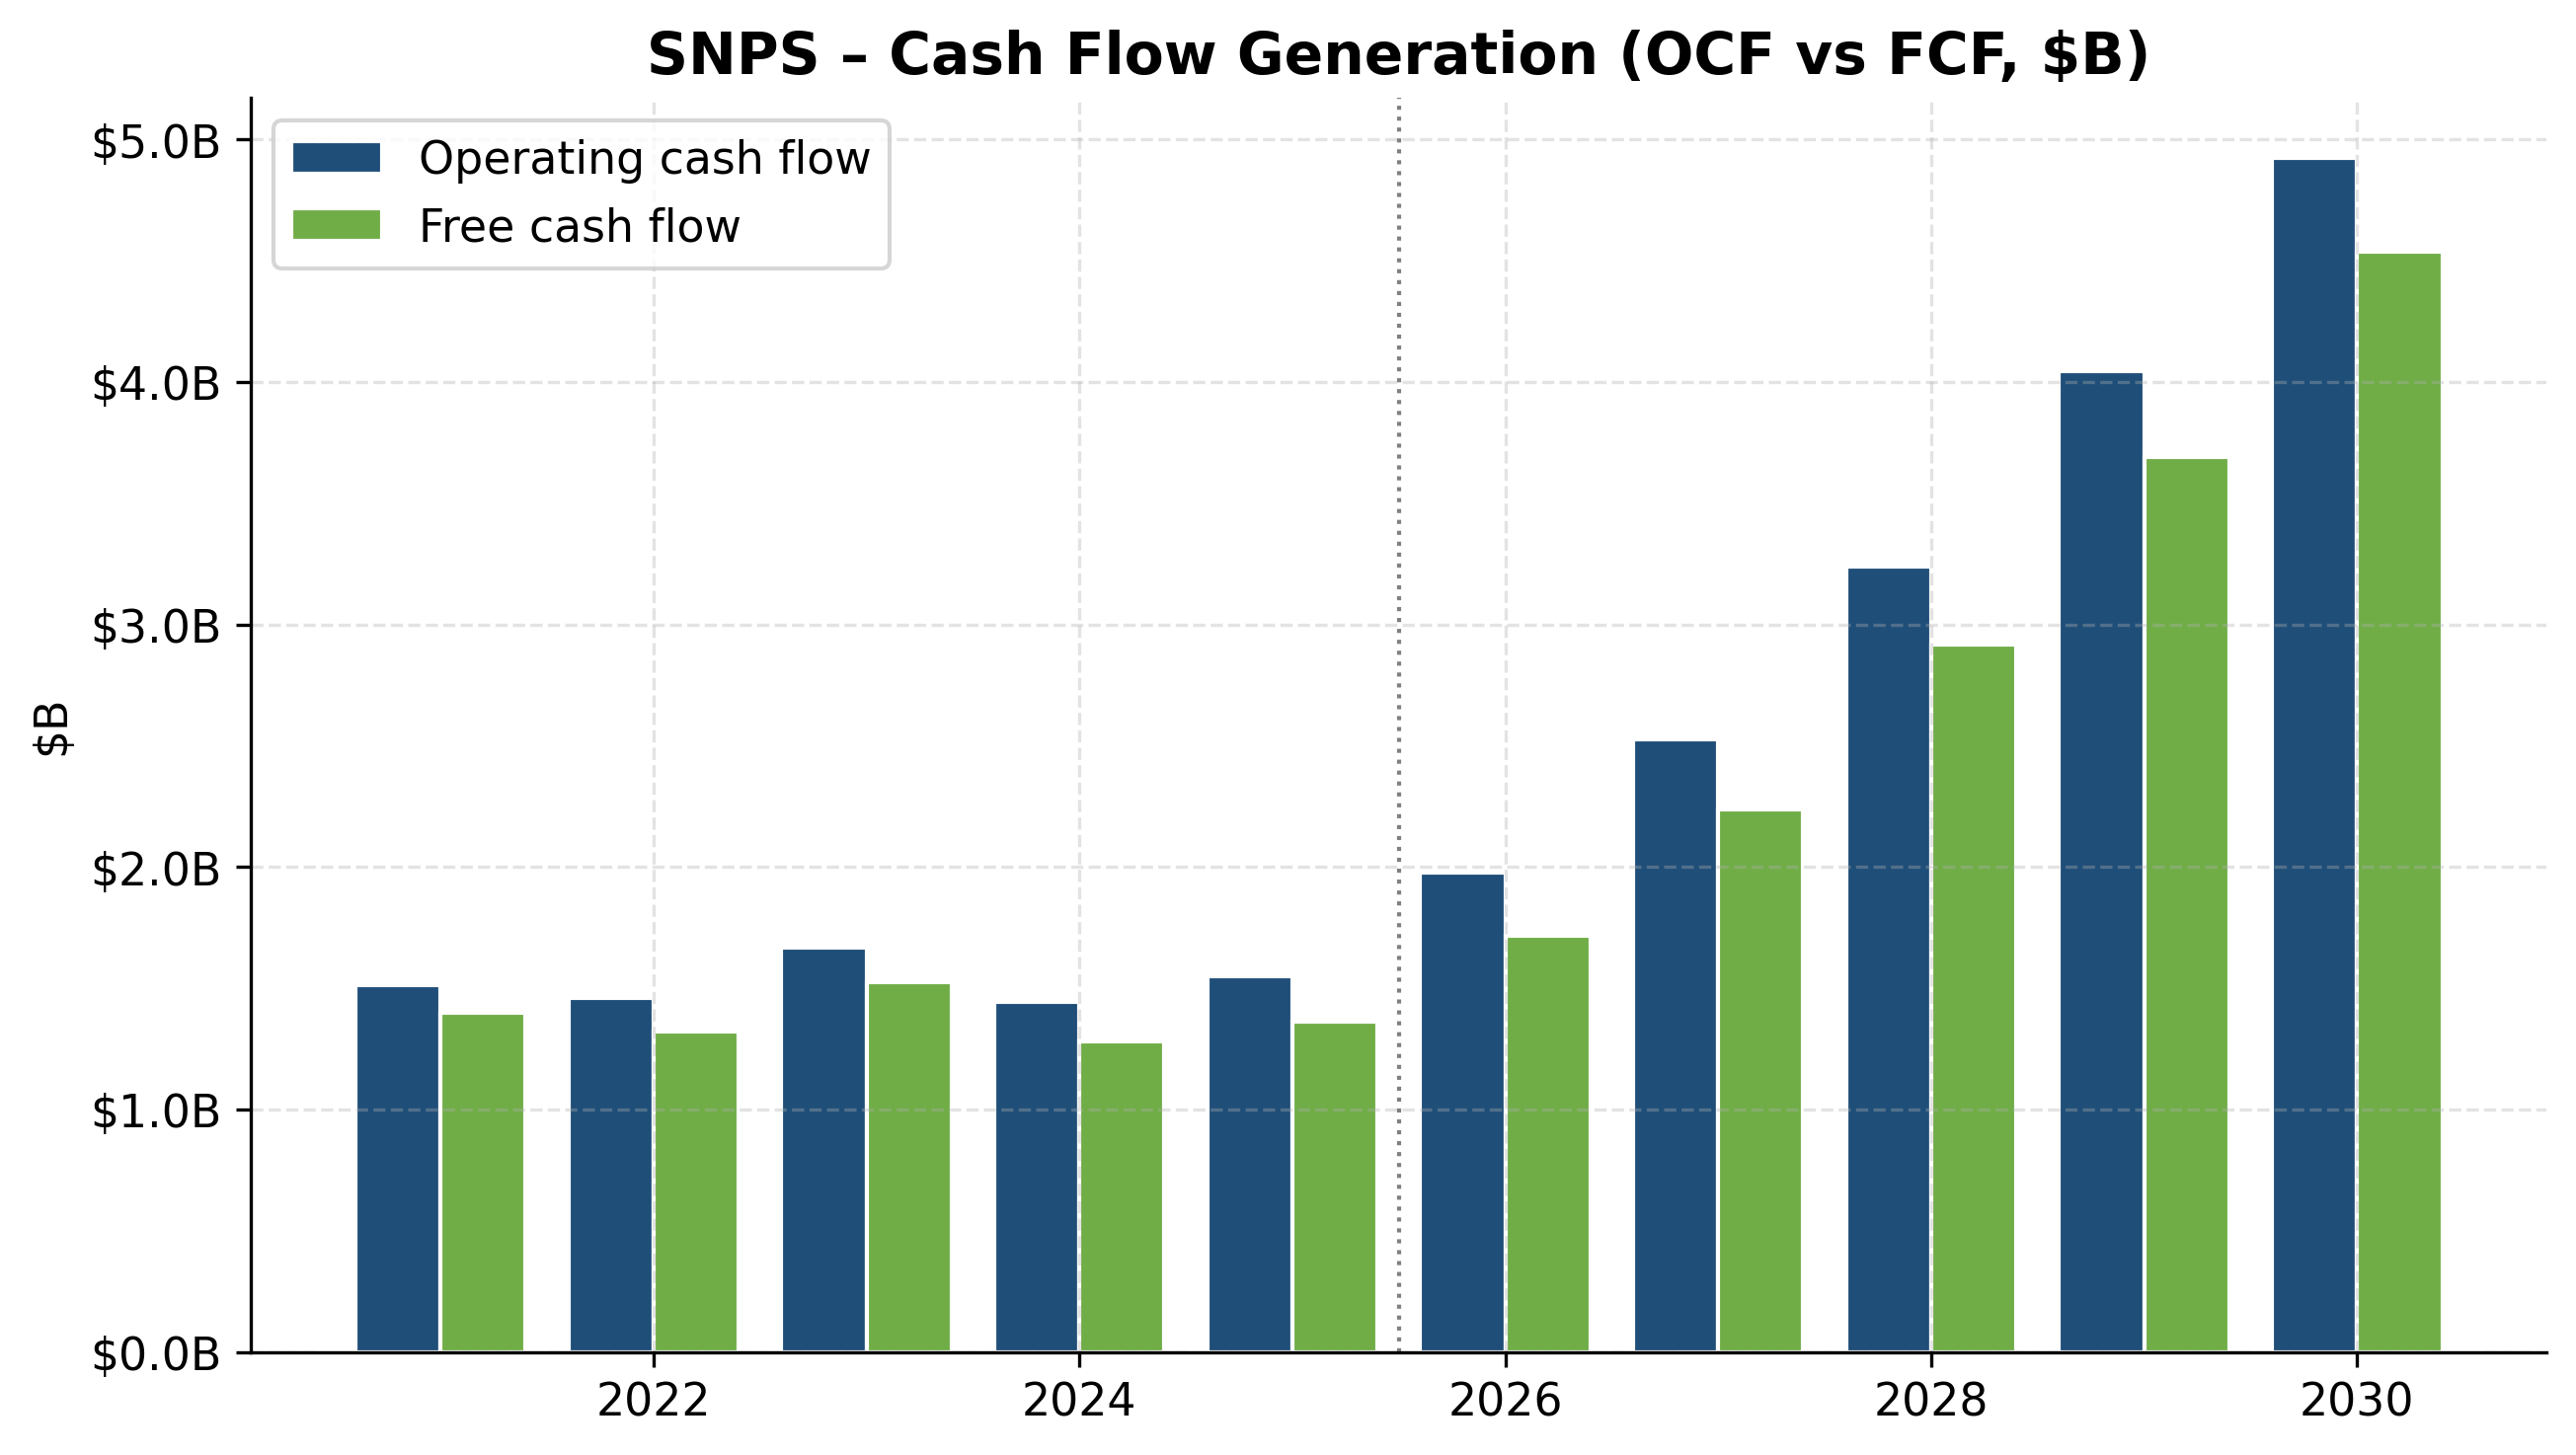 SNPS – Cash Flow Generation (OCF vs FCF, $B)
Operating cash flow
Free cash flow
$5.0B
$4.0B
$3.0B
$2.0B
$1.0B
$0.0B
$B
2022
2024
2026
2028
2030